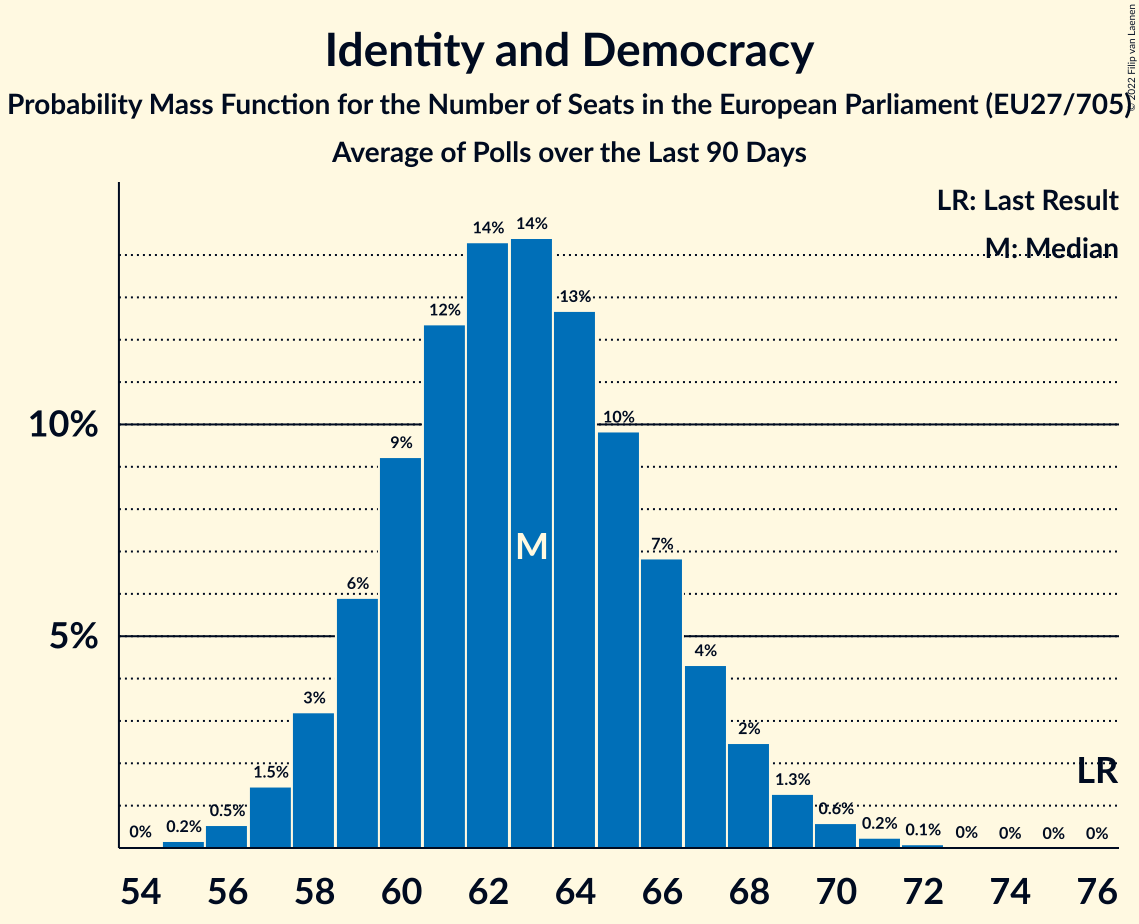 Identity and Democracy
Probability Mass Function for the Number of Seats in the European Parliament (EU27/705)
Average of Polls over the Last 90 Days
© 2022 Filip van Laenen
LR: Last Result
M: Median
14% 14%
13%
12%
10%
10%
9%
M
7%
6%
5%
4%
3%
2%
LR
1.5%
1.3%
0.5%
0.6%
0% 0.2% 0.2% 0.1% 0% 0% 0% 0%
54 56 58 60 62 64 66 68 70 72 74 76